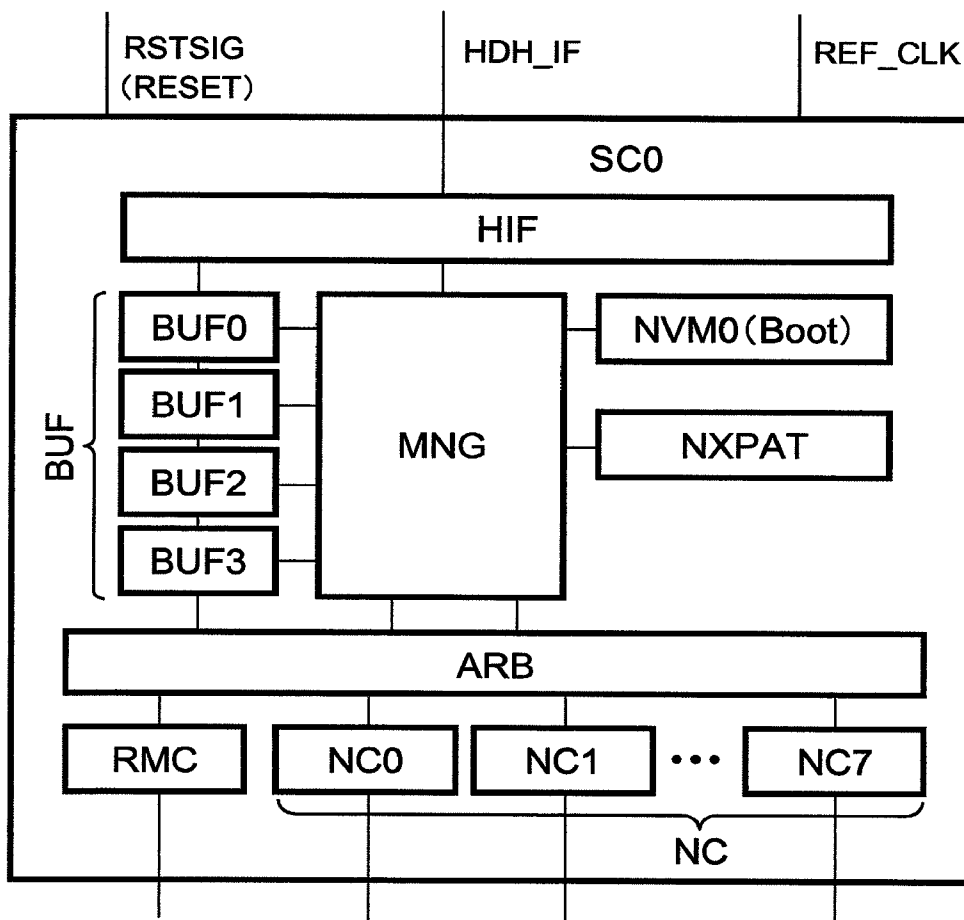 RSTSIG
(RESET)
HDH_IF
REF_CLK
SC0
HIF
BUF
BUF0
BUF1
BUF2
BUF3
MNG
NVM0(Boot)
NXPAT
ARB
RMC
NC0
NC1
•••
NC7
NC